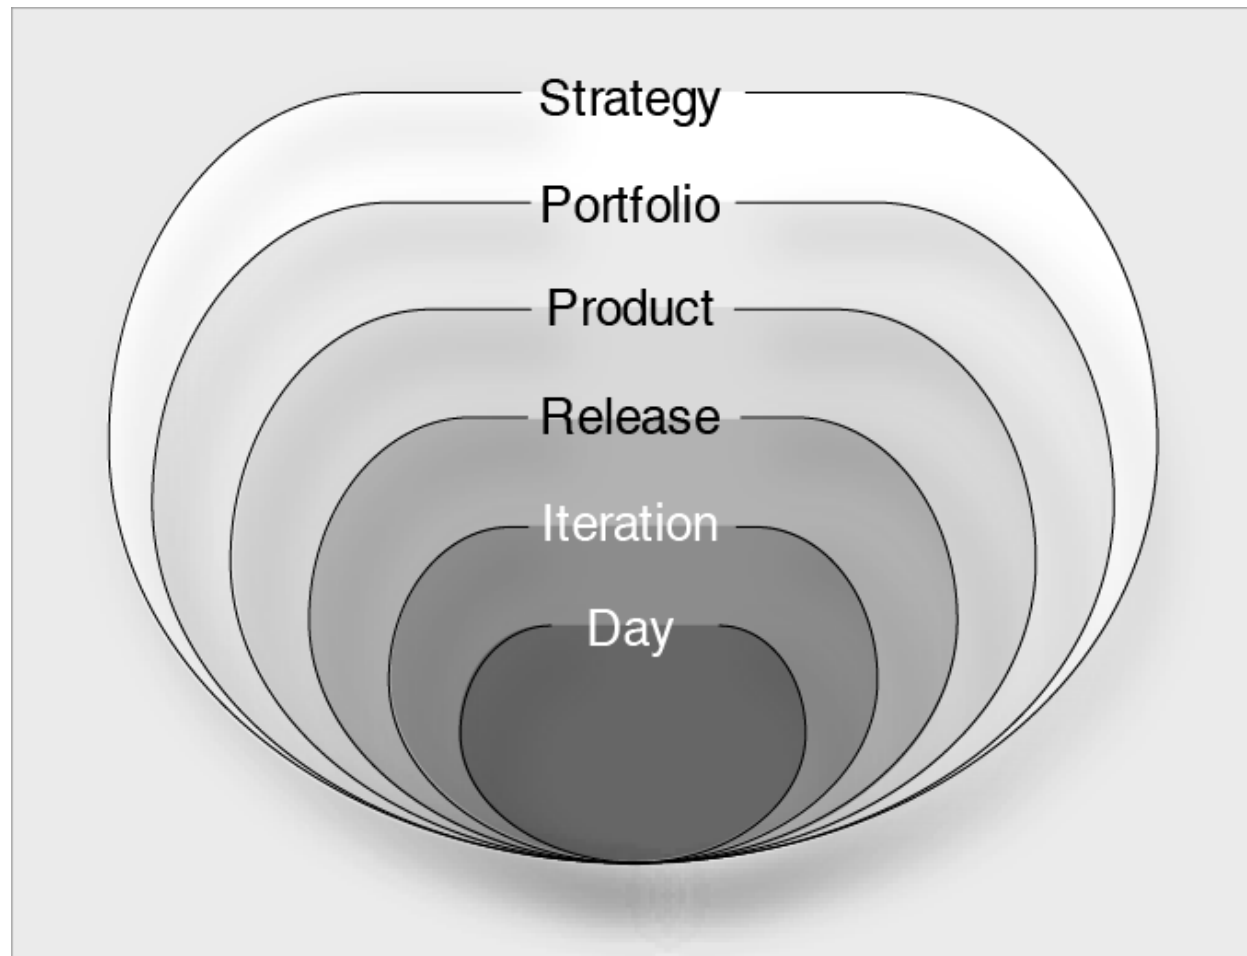 Strategy
Portfolio
Product
Release
Iteration
Day